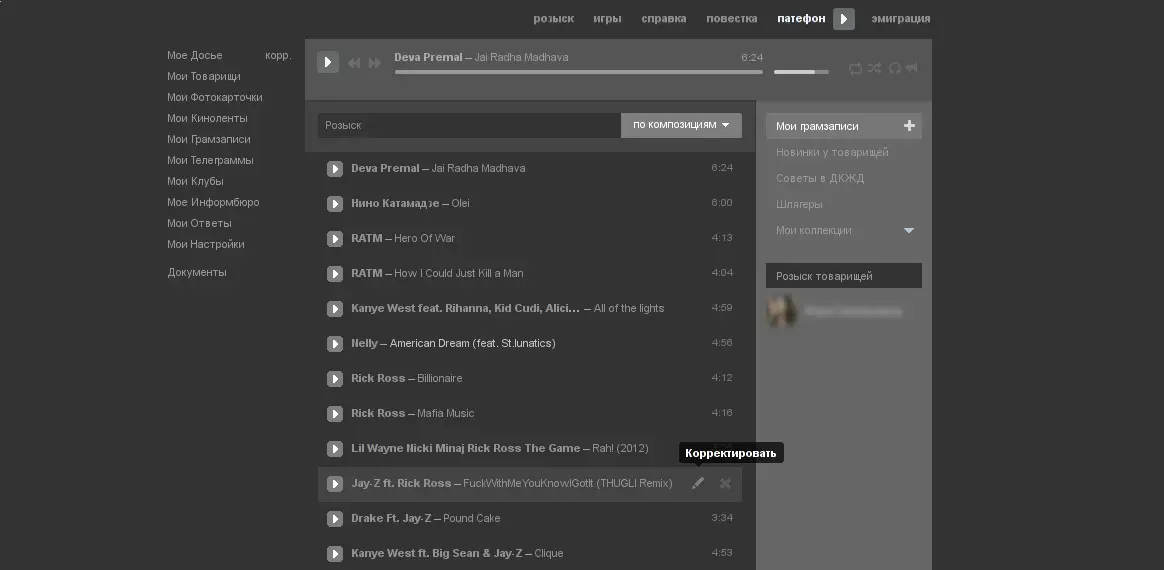 розыск игры справка повестка патефон эмиграция
Мое Досье корр.
Мои Товарищи
Мои Фотокарточки
Мои Киноленты
Мои Грамзаписи
Мои Телеграммы
Мои Клубы
Мое Информбюро
Мои Ответы
Мои Настройки
Документы
Deva Premal – Jai Radha Madhava 6:24
Розыск по композициям
Deva Premal – Jai Radha Madhava 6:24
Нино Катамадзе – Olei 6:00
RATM – Hero Of War 4:13
RATM – How I Could Just Kill a Man 4:04
Kanye West feat. Rihanna, Kid Cudi, Alici... – All of the lights 4:59
Nelly – American Dream (feat. St.lunatics) 4:56
Rick Ross – Billionaire 4:12
Rick Ross – Mafia Music 4:16
Lil Wayne Nicki Minaj Rick Ross The Game – Rah! (2012)
Корректировать
Jay-Z ft. Rick Ross – FuckWithMeYouKnowIGotIt (THUGLI Remix)
Drake Ft. Jay-Z – Pound Cake 3:34
Kanye West ft. Big Sean & Jay-Z – Clique 4:53
Мои грамзаписи
Новинки у товарищей
Советы в ДКЖД
Шлягеры
Мои коллекции
Розыск товарищей